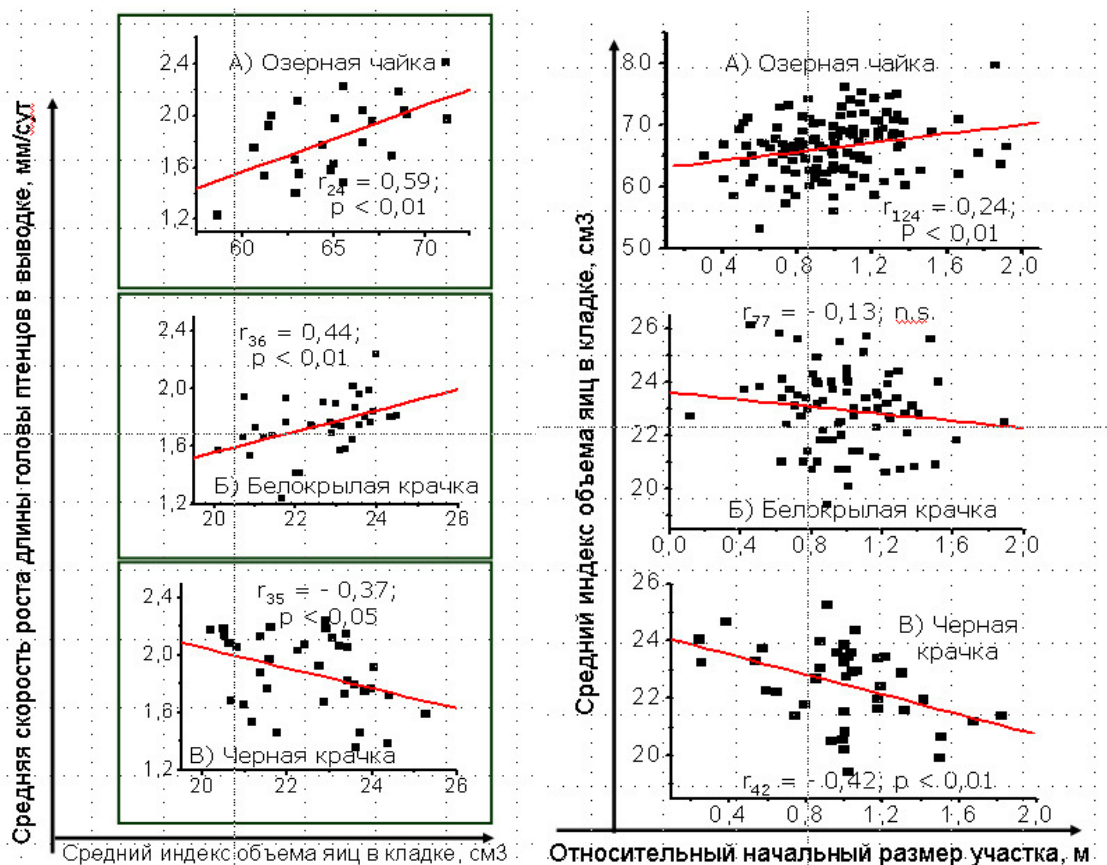 Средняя скорость роста длины головы птенцов в выводке, мм/сут
2,4
2,0
1,6
1,2
А) Озерная чайка
r24 = 0,59;
p < 0,01
60 65 70
2,4
2,0
1,6
1,2
r36 = 0,44;
p < 0,01
Б) Белокрылая крачка
20 22 24 26
2,4
2,0
1,6
1,2
r35 = - 0,37;
p < 0,05
В) Черная крачка
20 22 24 26
Средний индекс объема яиц в кладке, см3
Средний индекс объема яиц в кладке, см3
80
70
60
50
А) Озерная чайка
r124 = 0,24;
P < 0,01
0,4 0,8 1,2 1,6 2,0
26
24
22
20
r77 = - 0,13; n.s.
Б) Белокрылая крачка
0,0 0,4 0,8 1,2 1,6 2,0
26
24
22
20
В) Черная
крачка
r42 = - 0,42; p < 0,01
0,4 0,8 1,2 1,6 2,0
Относительный начальный размер участка, м